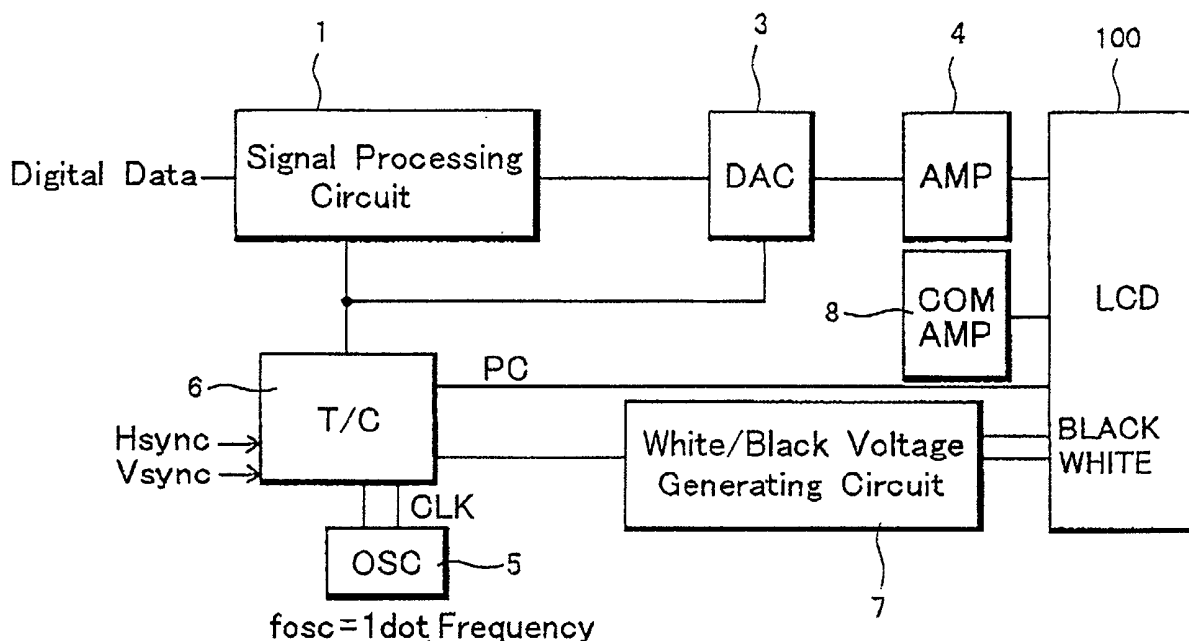 1
3
4
100
Digital Data
Signal Processing
Circuit
DAC
AMP
LCD
8
COM
AMP
6
T/C
PC
Hsync
Vsync
White/Black Voltage
Generating Circuit
BLACK
WHITE
CLK
OSC
5
7
fosc=1dot Frequency